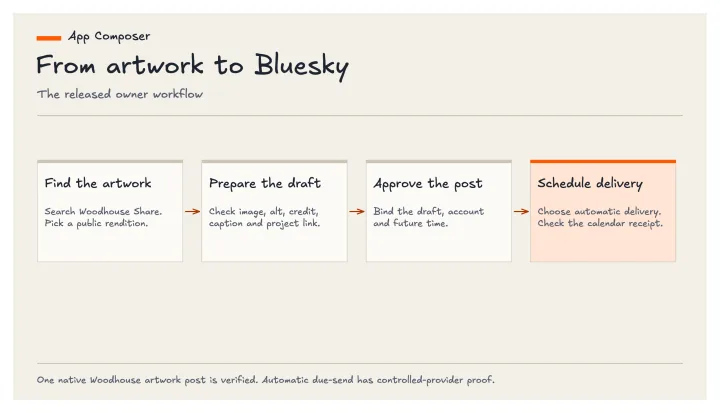 App Composer
From artwork to Bluesky
The released owner workflow
Find the artwork
Search Woodhouse Share.
Pick a public rendition.
Prepare the draft
Check image, alt, credit,
caption and project link.
Approve the post
Bind the draft, account
and future time.
Schedule delivery
Choose automatic delivery.
Check the calendar receipt.
One native Woodhouse artwork post is verified. Automatic due-send has controlled-provider proof.